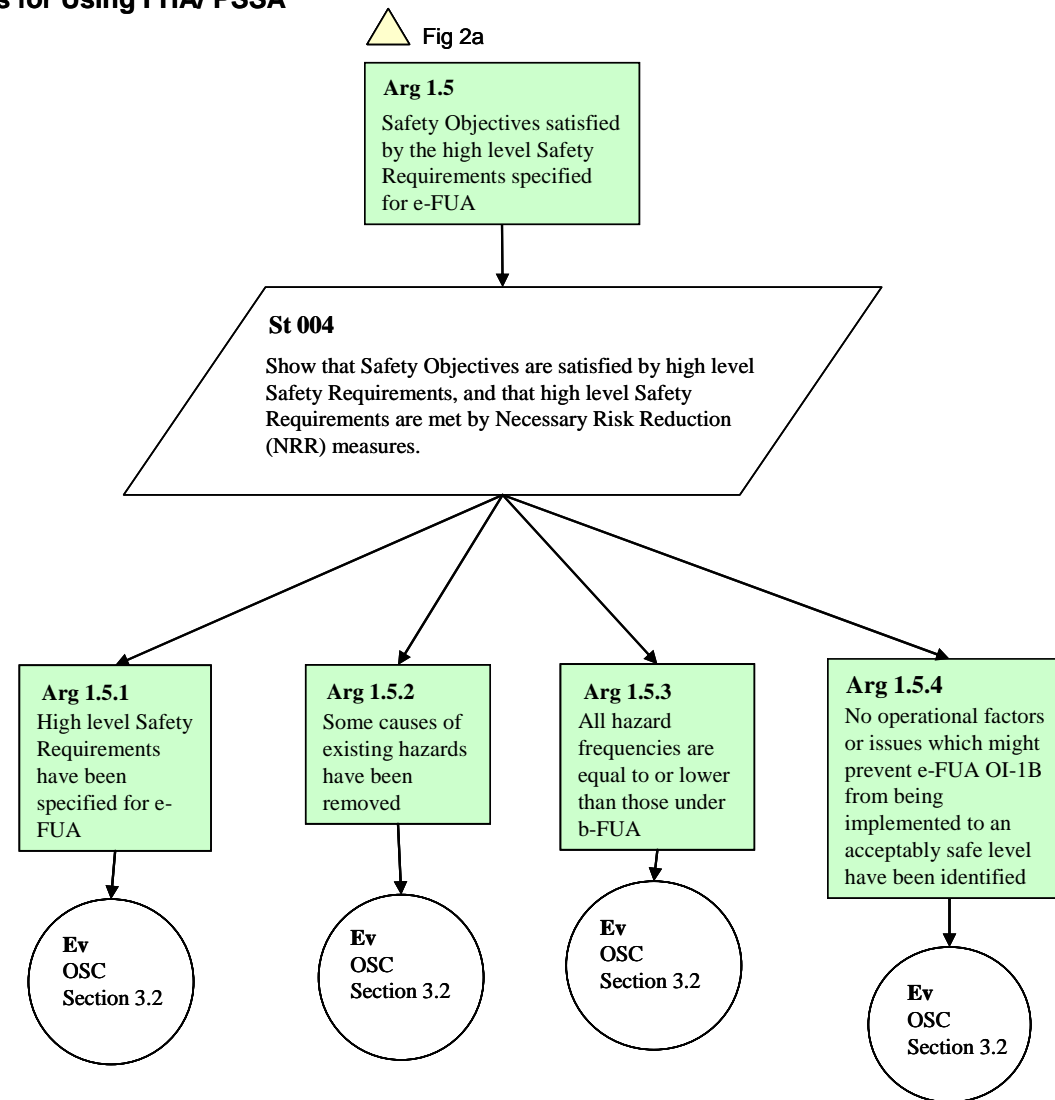 s for Using FHA/ PSSA
Fig 2a
Arg 1.5
Safety Objectives satisfied
by the high level Safety
Requirements specified
for e-FUA
St 004
Show that Safety Objectives are satisfied by high level
Safety Requirements, and that high level Safety
Requirements are met by Necessary Risk Reduction
(NRR) measures.
Arg 1.5.1
High level Safety
Requirements
have been
specified for e-
FUA
Ev
OSC
Section 3.2
Arg 1.5.2
Some causes of
existing hazards
have been
removed
Ev
OSC
Section 3.2
Arg 1.5.3
All hazard
frequencies are
equal to or lower
than those under
b-FUA
Ev
OSC
Section 3.2
Arg 1.5.4
No operational factors
or issues which might
prevent e-FUA OI-1B
from being
implemented to an
acceptably safe level
have been identified
Ev
OSC
Section 3.2